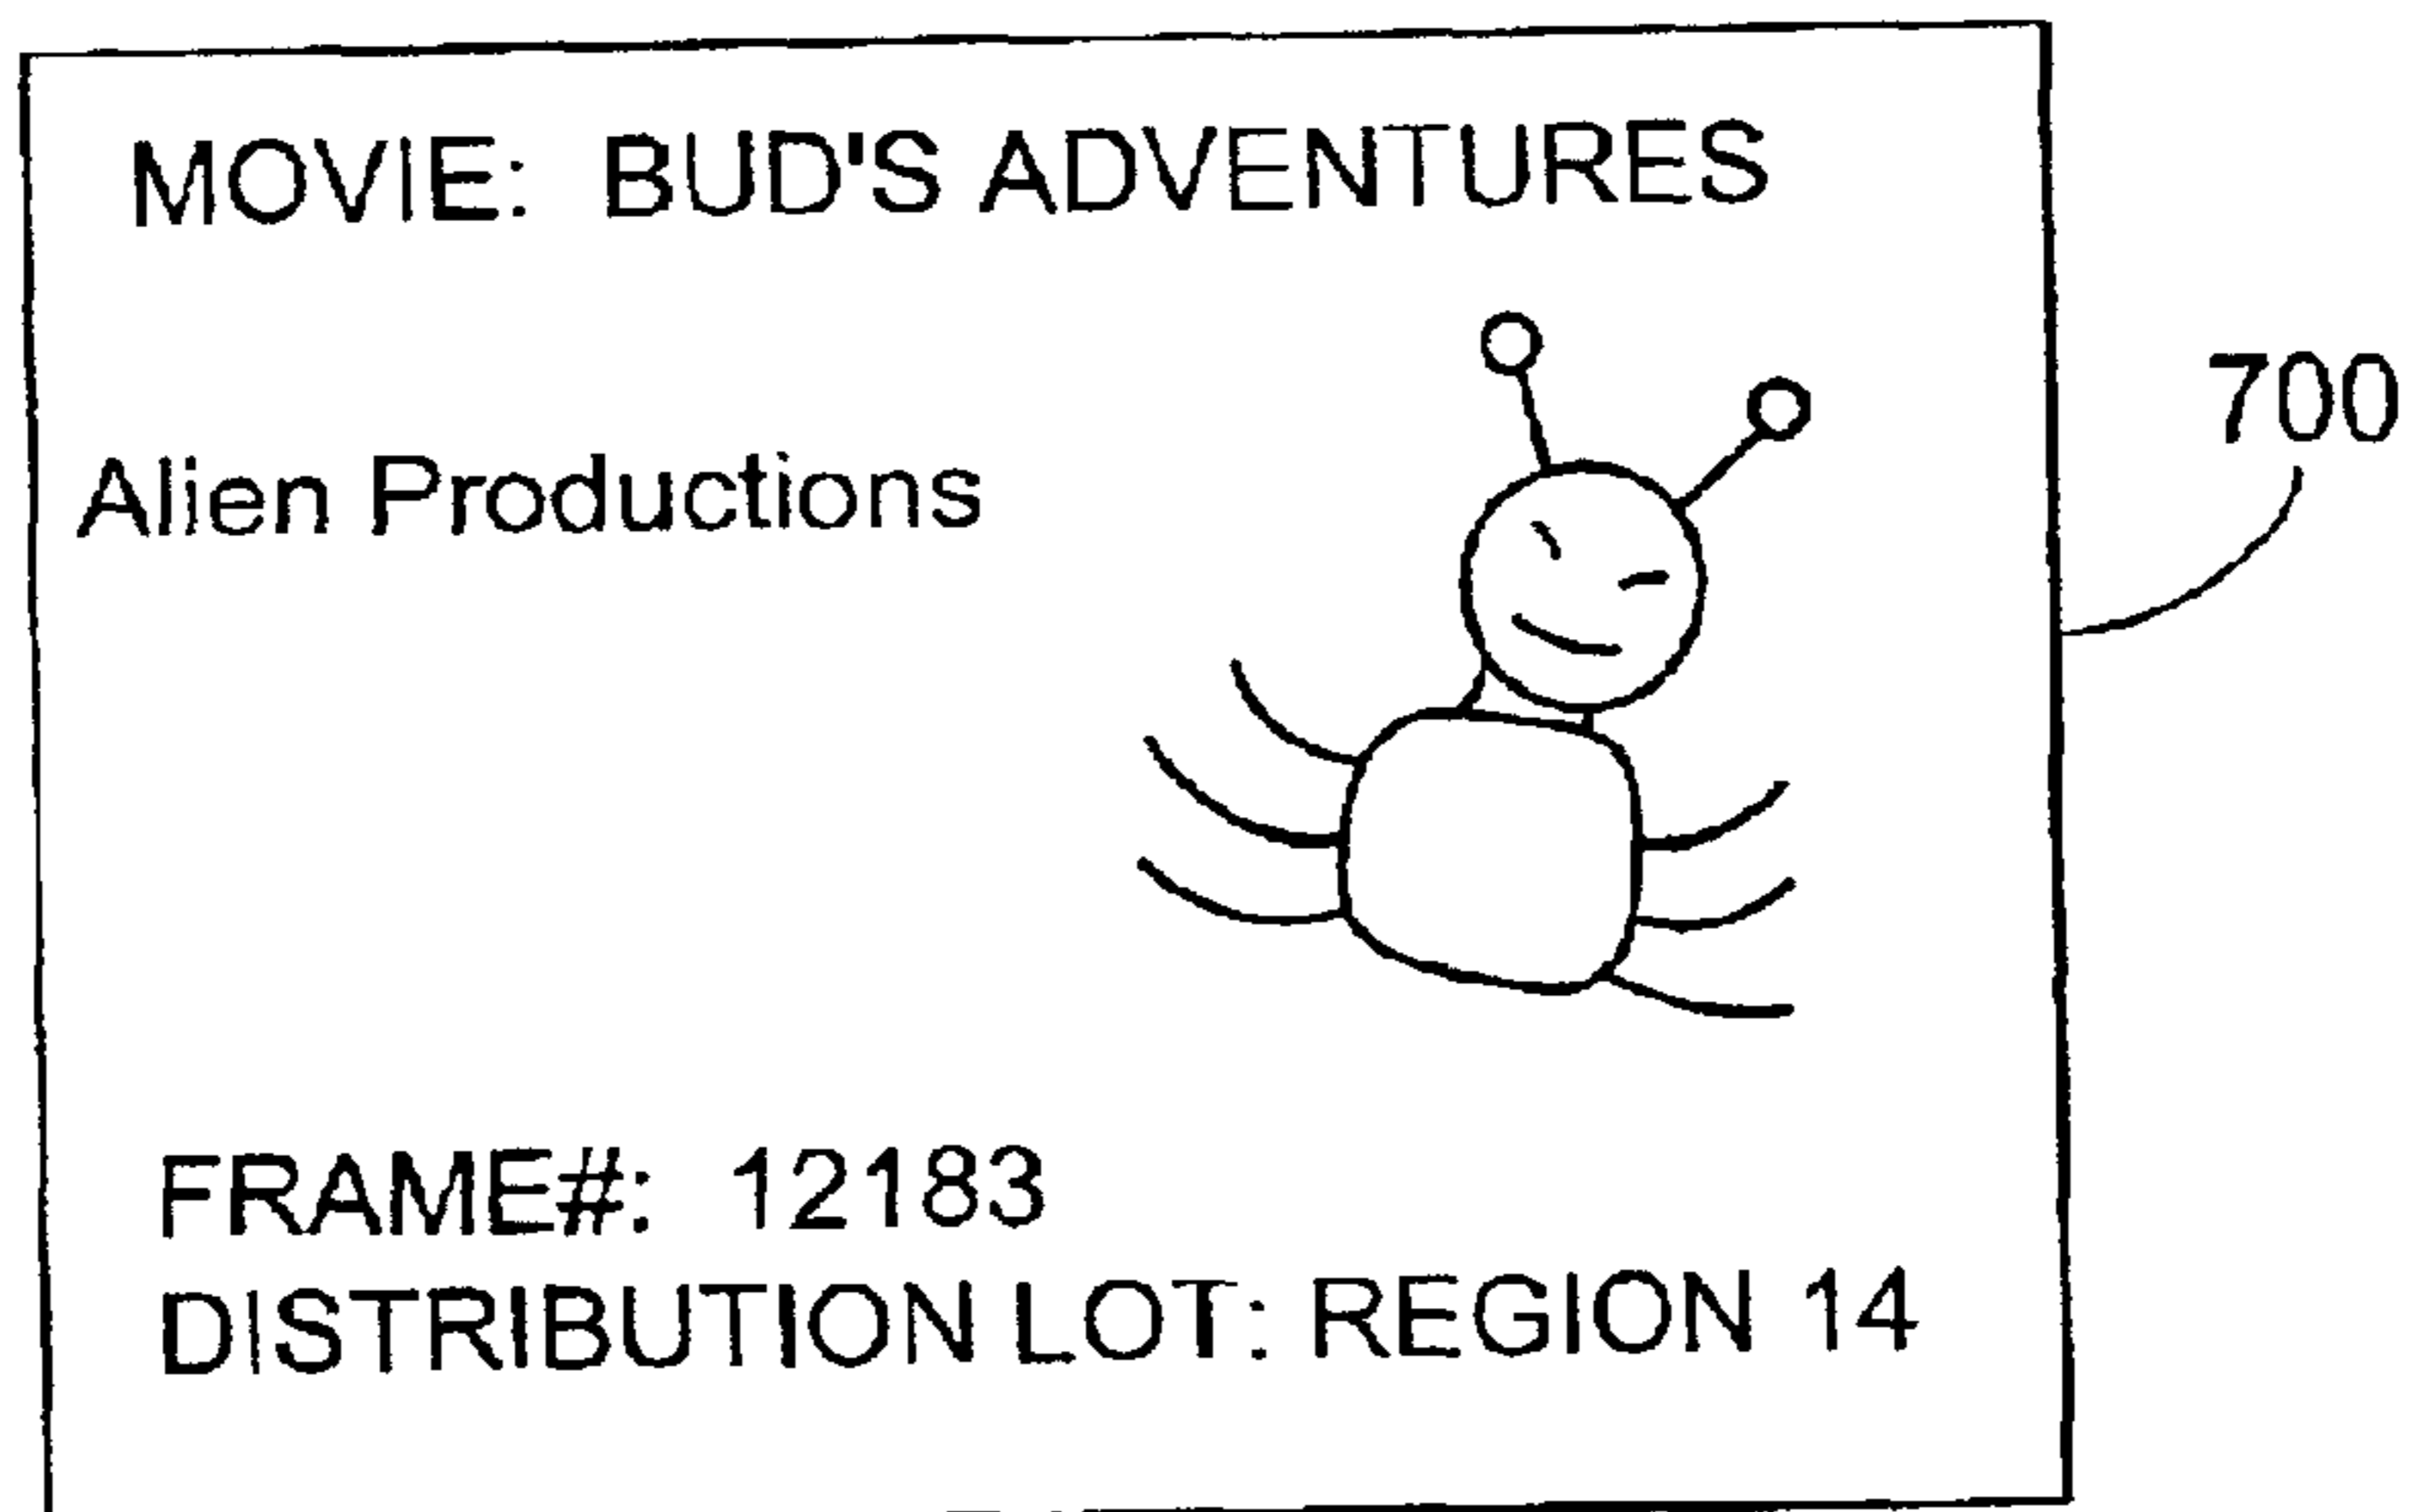 MOVIE: BUD'S ADVENTURES
700
Alien Productions
FRAME#: 12183
DISTRIBUTION LOT: REGION 14